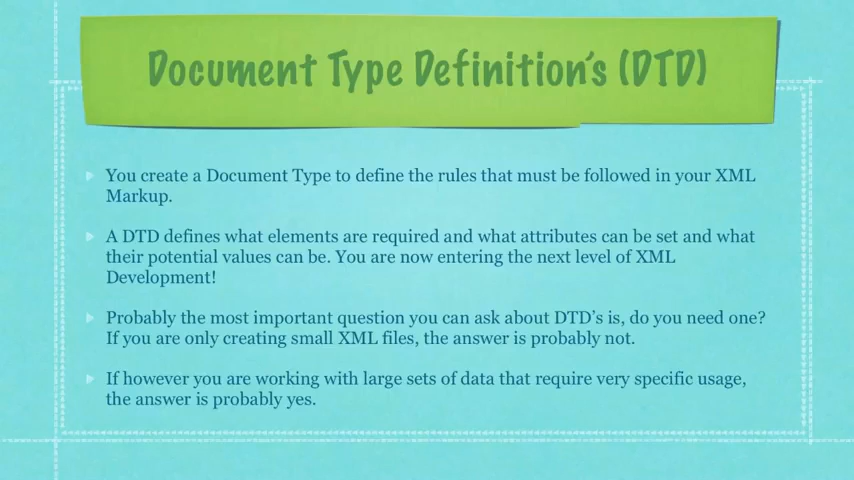 Document Type Definition's (DTD)
You create a Document Type to define the rules that must be followed in your XML
Markup.
A DTD defines what elements are required and what attributes can be set and what
their potential values can be. You are now entering the next level of XML
Development!
Probably the most important question you can ask about DTD's is, do you need one?
If you are only creating small XML files, the answer is probably not.
If however you are working with large sets of data that require very specific usage,
the answer is probably yes.